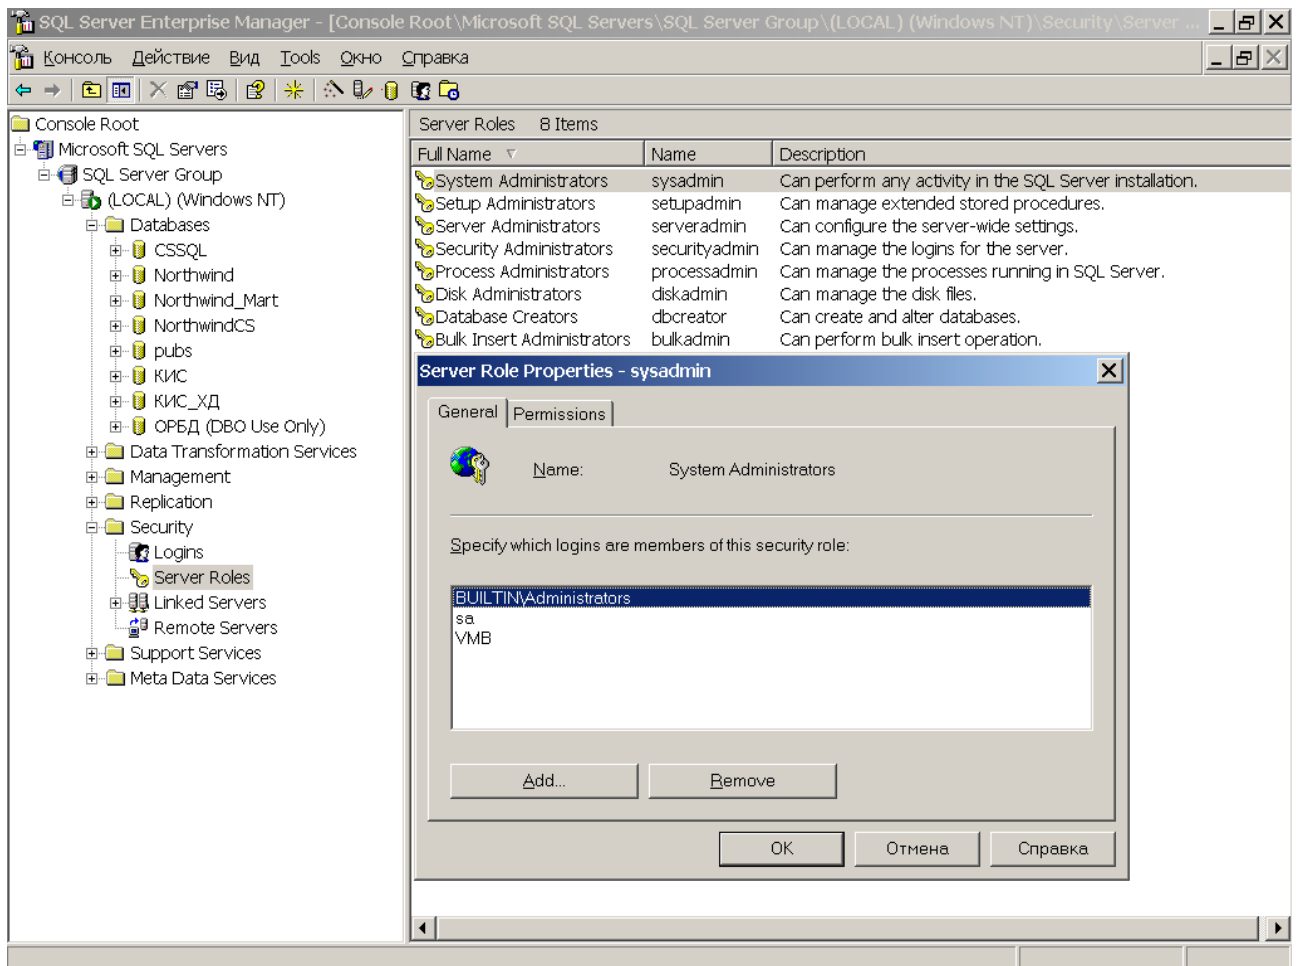 SQL Server Enterprise Manager - [Console Root\Microsoft SQL Servers\SQL Server Group\(LOCAL) (Windows NT)\Security\Server ...
Консоль Действие Вид Tools Окно Справка
Console Root
Microsoft SQL Servers
SQL Server Group
(LOCAL) (Windows NT)
Databases
CSSQL
Northwind
Northwind_Mart
NorthwindCS
pubs
КИС
КИС_ХД
ОРБД (DBO Use Only)
Data Transformation Services
Management
Replication
Security
Logins
Server Roles
Linked Servers
Remote Servers
Support Services
Meta Data Services
Server Roles 8 Items
Full Name Name Description
System Administrators sysadmin Can perform any activity in the SQL Server installation.
Setup Administrators setupadmin Can manage extended stored procedures.
Server Administrators serveradmin Can configure the server-wide settings.
Security Administrators securityadmin Can manage the logins for the server.
Process Administrators processadmin Can manage the processes running in SQL Server.
Disk Administrators diskadmin Can manage the disk files.
Database Creators dbcreator Can create and alter databases.
Bulk Insert Administrators bulkadmin Can perform bulk insert operation.
Server Role Properties - sysadmin
General Permissions
Name: System Administrators
Specify which logins are members of this security role:
BUILTIN\Administrators
sa
VMB
Add... Remove
OK Отмена Справка